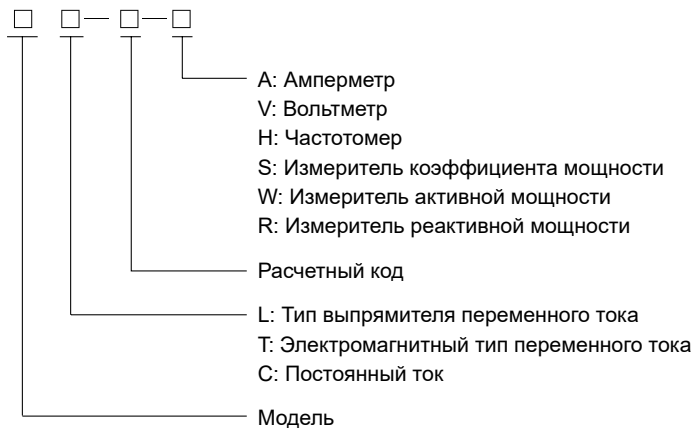 A: Амперметр
V: Вольтметр
H: Частотомер
S: Измеритель коэффициента мощности
W: Измеритель активной мощности
R: Измеритель реактивной мощности
Расчетный код
L: Тип выпрямителя переменного тока
T: Электромагнитный тип переменного тока
C: Постоянный ток
Модель